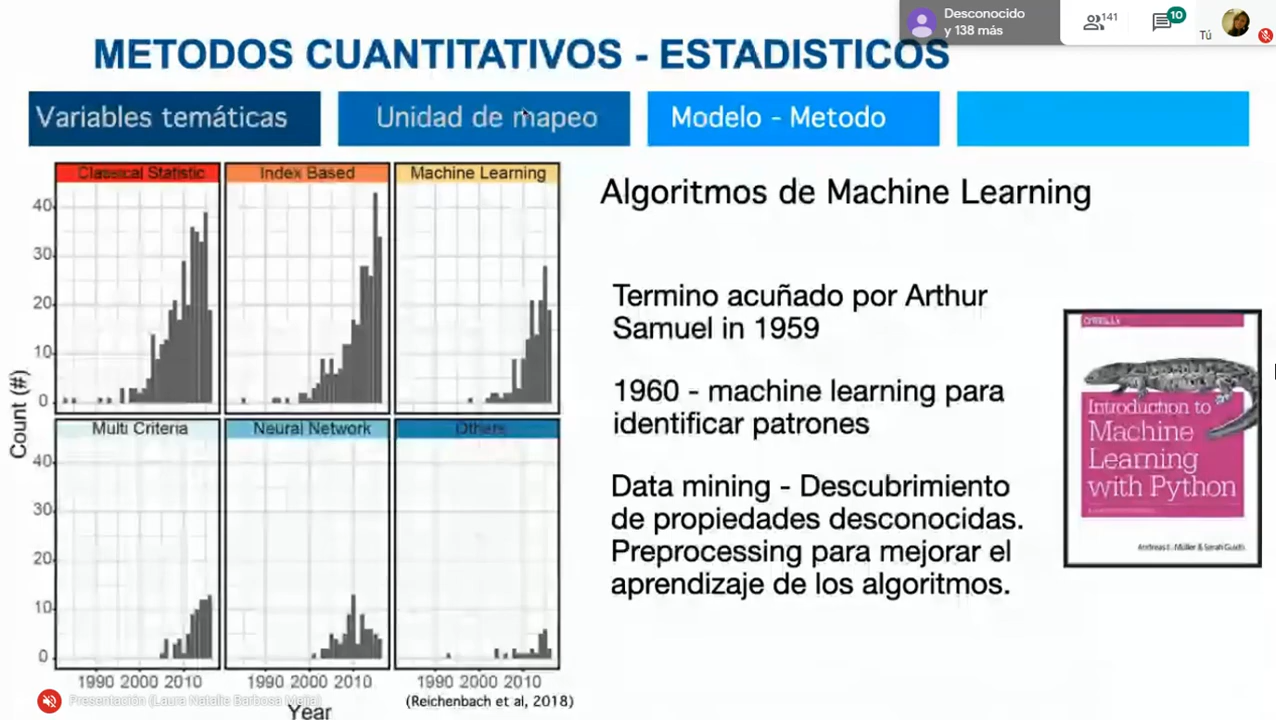 Desconocido
y 138 más
141
10
Tú
METODOS CUANTITATIVOS - ESTADISTICOS
Variables temáticas
Unidad de mapeo
Modelo - Metodo
Classical Statistic
Index Based
Machine Learning
40
30
20
10
0
Multi Criteria
Neural Network
Others
40
30
20
10
0
Count (#)
1990 2000 2010
1990 2000 2010
1990 2000 2010
Year
(Reichenbach et al, 2018)
Algoritmos de Machine Learning
Termino acuñado por Arthur
Samuel in 1959
1960 - machine learning para
identificar patrones
Data mining - Descubrimiento
de propiedades desconocidas.
Preprocessing para mejorar el
aprendizaje de los algoritmos.
O'REILLY
Introduction to
Machine
Learning
with Python
Andreas C. Müller & Sarah Guido
Presentación (Laura Natalie Barbosa Mejia)